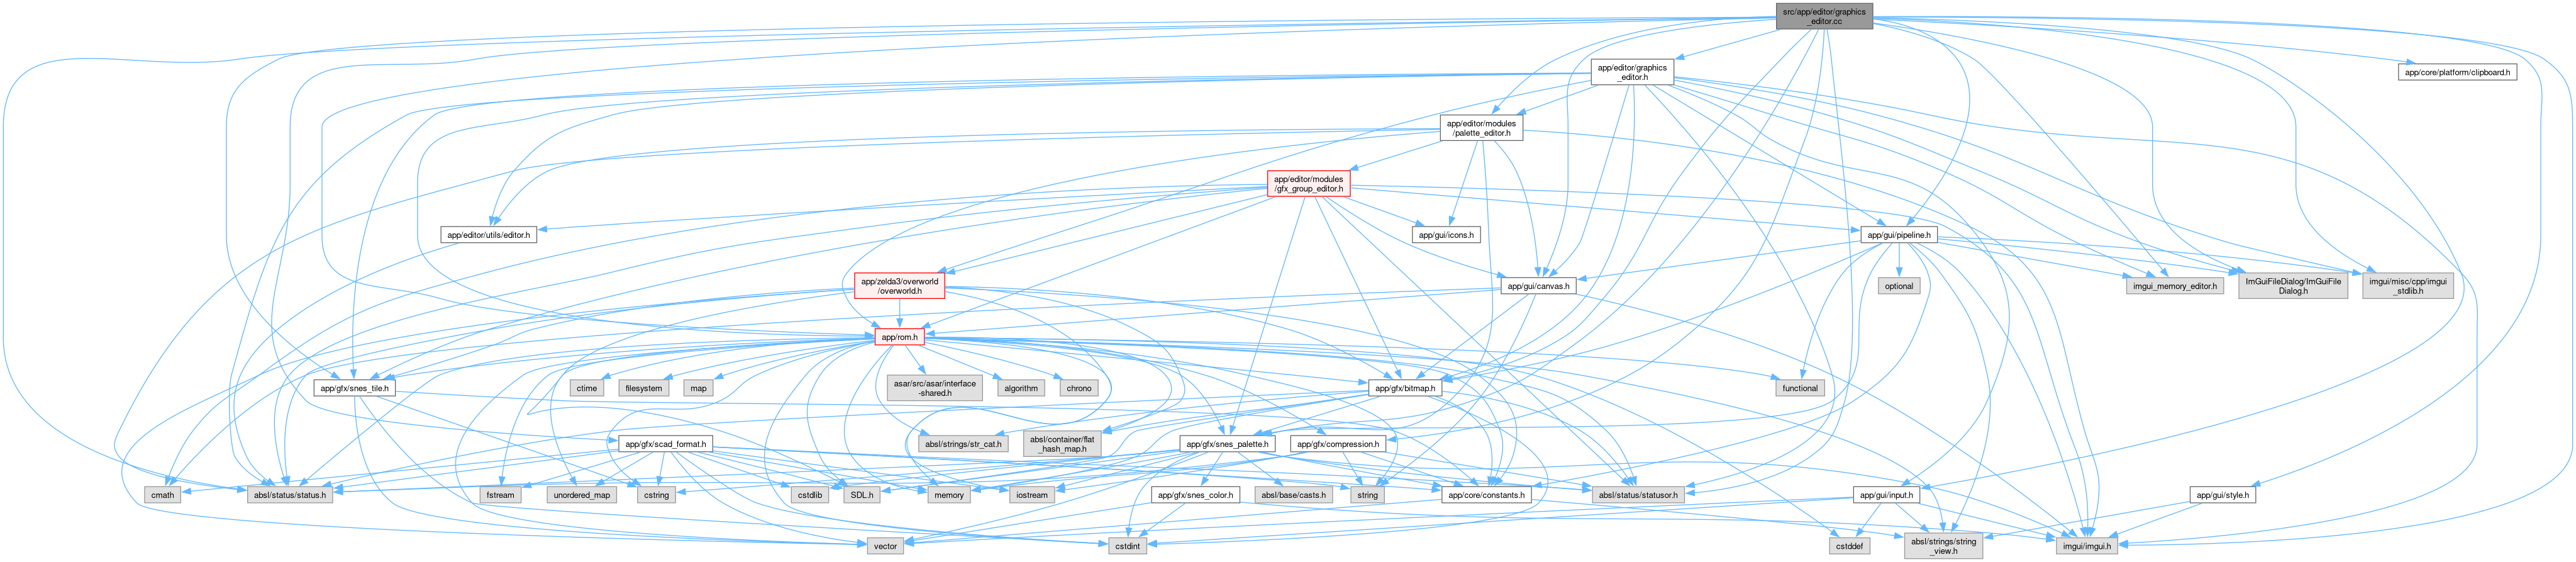 src/app/editor/graphics
_editor.cc
app/editor/graphics
_editor.h
app/core/platform/clipboard.h
app/editor/modules
/palette_editor.h
app/editor/modules
/gfx_group_editor.h
app/editor/utils/editor.h
app/gui/icons.h
app/gui/pipeline.h
app/zelda3/overworld
/overworld.h
app/gui/canvas.h
optional
imgui_memory_editor.h
ImGuiFileDialog/ImGuiFile
Dialog.h
imgui/misc/cpp/imgui
_stdlib.h
app/rom.h
app/gfx/snes_tile.h
ctime
filesystem
map
asar/src/asar/interface
-shared.h
algorithm
chrono
app/gfx/bitmap.h
functional
app/gfx/scad_format.h
absl/strings/str_cat.h
absl/container/flat
_hash_map.h
app/gfx/snes_palette.h
app/gfx/compression.h
cmath
absl/status/status.h
fstream
unordered_map
cstring
cstdlib
SDL.h
memory
iostream
app/gfx/snes_color.h
absl/base/casts.h
string
app/core/constants.h
absl/status/statusor.h
app/gui/input.h
app/gui/style.h
vector
cstdint
cstddef
absl/strings/string
_view.h
imgui/imgui.h